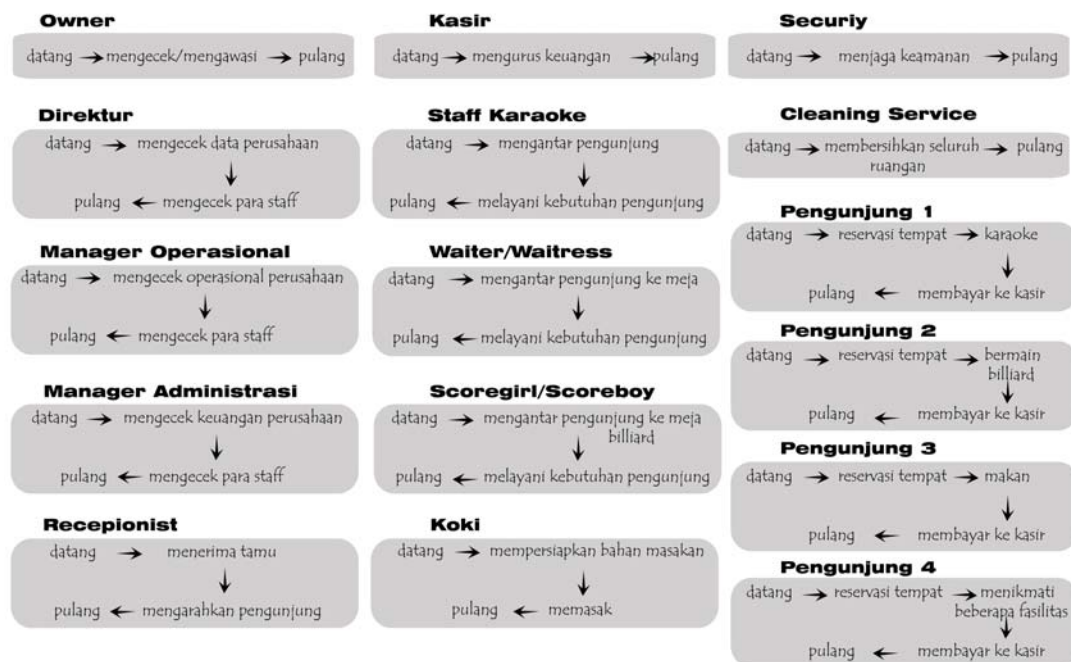 Owner
datang → mengecek/mengawasi → pulang
Direktur
datang → mengecek data perusahaan
↓
pulang ← mengecek para staff
Manager Operasional
datang → mengecek operasional perusahaan
↓
pulang ← mengecek para staff
Manager Administrasi
datang → mengecek keuangan perusahaan
↓
pulang ← mengecek para staff
Recepionist
datang → menerima tamu
↓
pulang ← mengarahkan pengunjung
Kasir
datang → mengurus keuangan → pulang
Staff Karaoke
datang → mengantar pengunjung
↓
pulang ← melayani kebutuhan pengunjung
Waiter/Waitress
datang → mengantar pengunjung ke meja
↓
pulang ← melayani kebutuhan pengunjung
Scoregirl/Scoreboy
datang → mengantar pengunjung ke meja
billiard
↓
pulang ← melayani kebutuhan pengunjung
Koki
datang → mempersiapkan bahan masakan
↓
pulang ← memasak
Securiy
datang → menjaga keamanan → pulang
Cleaning Service
datang → membersihkan seluruh → pulang
ruangan
Pengunjung 1
datang → reservasi tempat → karaoke
↓
pulang ← membayar ke kasir
Pengunjung 2
datang → reservasi tempat → bermain
billiard
↓
pulang ← membayar ke kasir
Pengunjung 3
datang → reservasi tempat → makan
↓
pulang ← membayar ke kasir
Pengunjung 4
datang → reservasi tempat → menikmati
beberapa fasilitas
↓
pulang ← membayar ke kasir